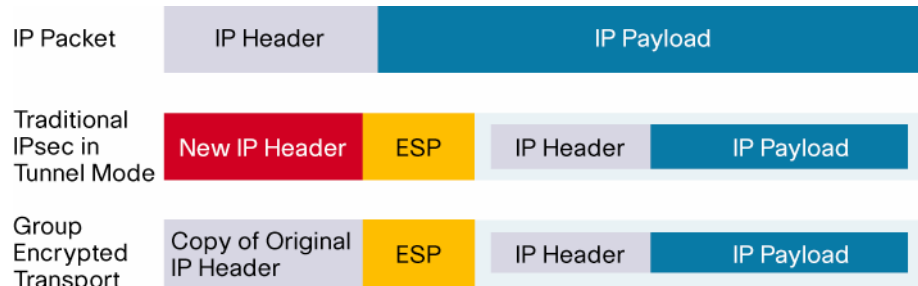 IP Packet
IP Header
IP Payload
Traditional
IPsec in
Tunnel Mode
New IP Header
ESP
IP Header
IP Payload
Group
Encrypted
Transport
Copy of Original
IP Header
ESP
IP Header
IP Payload